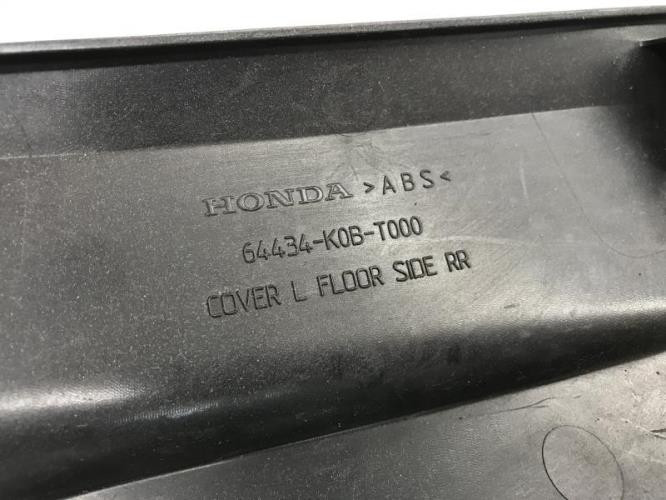 HONDA >ABS<
64434-K0B-T000
COVER L FLOOR SIDE RR